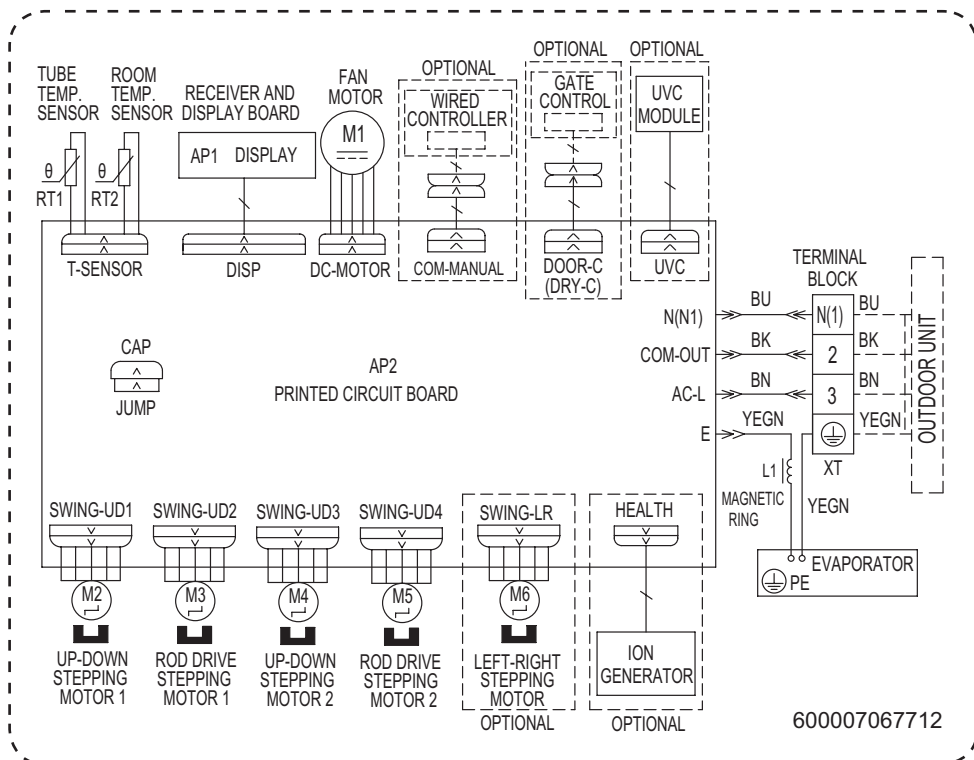 TUBE
TEMP.
SENSOR
ROOM
TEMP.
SENSOR
RECEIVER AND
DISPLAY BOARD
FAN
MOTOR
OPTIONAL
OPTIONAL
OPTIONAL
WIRED
CONTROLLER
GATE
CONTROL
UVC
MODULE
AP1 DISPLAY
M1
θ
RT1
θ
RT2
T-SENSOR
DISP
DC-MOTOR
COM-MANUAL
DOOR-C
(DRY-C)
UVC
TERMINAL
BLOCK
N(N1)
BU
N(1)
BU
COM-OUT
BK
2
BK
AC-L
BN
3
BN
E
YEGN
YEGN
XT
OUTDOOR UNIT
CAP
JUMP
AP2
PRINTED CIRCUIT BOARD
L1
MAGNETIC
RING
YEGN
EVAPORATOR
PE
SWING-UD1
SWING-UD2
SWING-UD3
SWING-UD4
SWING-LR
HEALTH
M2
M3
M4
M5
M6
UP-DOWN
STEPPING
MOTOR 1
ROD DRIVE
STEPPING
MOTOR 1
UP-DOWN
STEPPING
MOTOR 2
ROD DRIVE
STEPPING
MOTOR 2
LEFT-RIGHT
STEPPING
MOTOR
OPTIONAL
ION
GENERATOR
OPTIONAL
600007067712